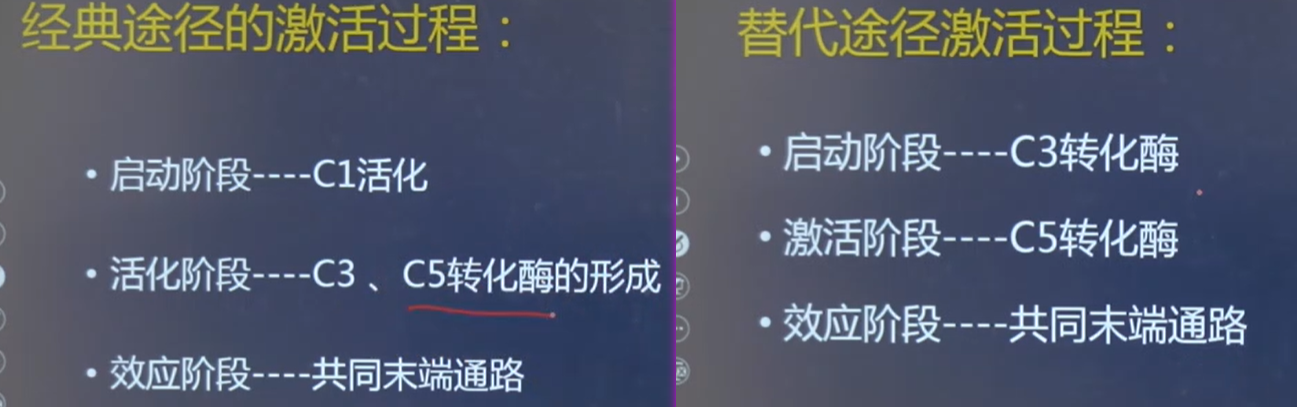 经典途径的激活过程：
• 启动阶段----C1活化
• 活化阶段----C3 、C5转化酶的形成
• 效应阶段----共同末端通路
替代途径激活过程：
• 启动阶段----C3转化酶
• 激活阶段----C5转化酶
• 效应阶段----共同末端通路